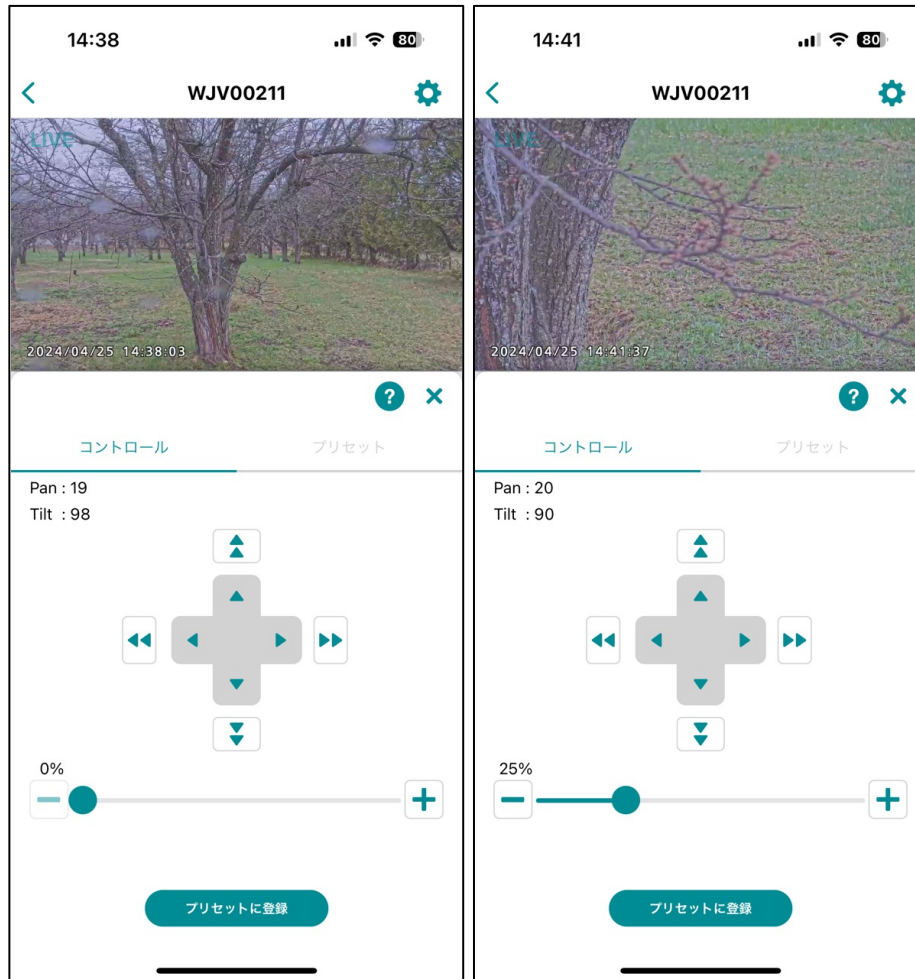 14:38
80
WJV00211
LIVE
2024/04/25 14:38:03
?
コントロール
プリセット
Pan : 19
Tilt : 98
0%
プリセットに登録
14:41
80
WJV00211
LIVE
2024/04/25 14:41:37
?
コントロール
プリセット
Pan : 20
Tilt : 90
25%
プリセットに登録